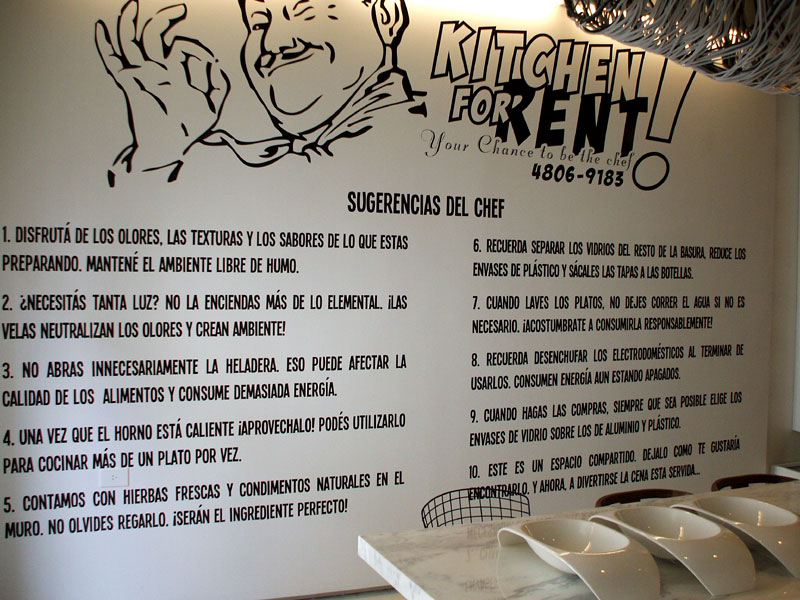 KITCHEN
FOR RENT!
Your Chance to be the chef
4806-9183
SUGERENCIAS DEL CHEF
1. DISFRUTÁ DE LOS OLORES, LAS TEXTURAS Y LOS SABORES DE LO QUE ESTAS
PREPARANDO. MANTENÉ EL AMBIENTE LIBRE DE HUMO.
2. ¿NECESITÁS TANTA LUZ? NO LA ENCIENDAS MÁS DE LO ELEMENTAL. ¡LAS
VELAS NEUTRALIZAN LOS OLORES Y CREAN AMBIENTE!
3. NO ABRAS INNECESARIAMENTE LA HELADERA. ESO PUEDE AFECTAR LA
CALIDAD DE LOS ALIMENTOS Y CONSUME DEMASIADA ENERGÍA.
4. UNA VEZ QUE EL HORNO ESTÁ CALIENTE ¡APROVECHALO! PODÉS UTILIZARLO
PARA COCINAR MÁS DE UN PLATO POR VEZ.
5. CONTAMOS CON HIERBAS FRESCAS Y CONDIMENTOS NATURALES EN EL
MURO. NO OLVIDES REGARLO. ¡SERÁN EL INGREDIENTE PERFECTO!
6. RECUERDA SEPARAR LOS VIDRIOS DEL RESTO DE LA BASURA, REDUCE LOS
ENVASES DE PLÁSTICO Y SÁCALES LAS TAPAS A LAS BOTELLAS.
7. CUANDO LAVES LOS PLATOS, NO DEJES CORRER EL AGUA SI NO ES
NECESARIO. ¡ACOSTUMBRATE A CONSUMIRLA RESPONSABLEMENTE!
8. RECUERDA DESENCHUFAR LOS ELECTRODOMÉSTICOS AL TERMINAR DE
USARLOS. CONSUMEN ENERGÍA AUN ESTANDO APAGADOS.
9. CUANDO HAGAS LAS COMPRAS, SIEMPRE QUE SEA POSIBLE ELIGE LOS
ENVASES DE VIDRIO SOBRE LOS DE ALUMINIO Y PLÁSTICO.
10. ESTE ES UN ESPACIO COMPARTIDO. DEJALO COMO TE GUSTARÍA
ENCONTRARLO. Y AHORA, A DIVERTIRSE LA CENA ESTA SERVIDA...